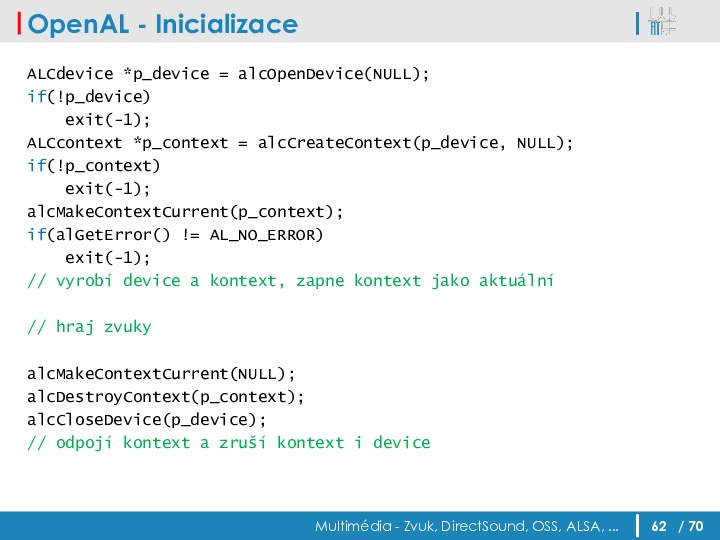 OpenAL - Inicializace
ALCdevice *p_device = alcOpenDevice(NULL);
if(!p_device)
    exit(-1);
ALCcontext *p_context = alcCreateContext(p_device, NULL);
if(!p_context)
    exit(-1);
alcMakeContextCurrent(p_context);
if(alGetError() != AL_NO_ERROR)
    exit(-1);
// vyrobí device a kontext, zapne kontext jako aktuální
// hraj zvuky
alcMakeContextCurrent(NULL);
alcDestroyContext(p_context);
alcCloseDevice(p_device);
// odpojí kontext a zruší kontext i device
Multimédia - Zvuk, DirectSound, OSS, ALSA, ... 62 / 70